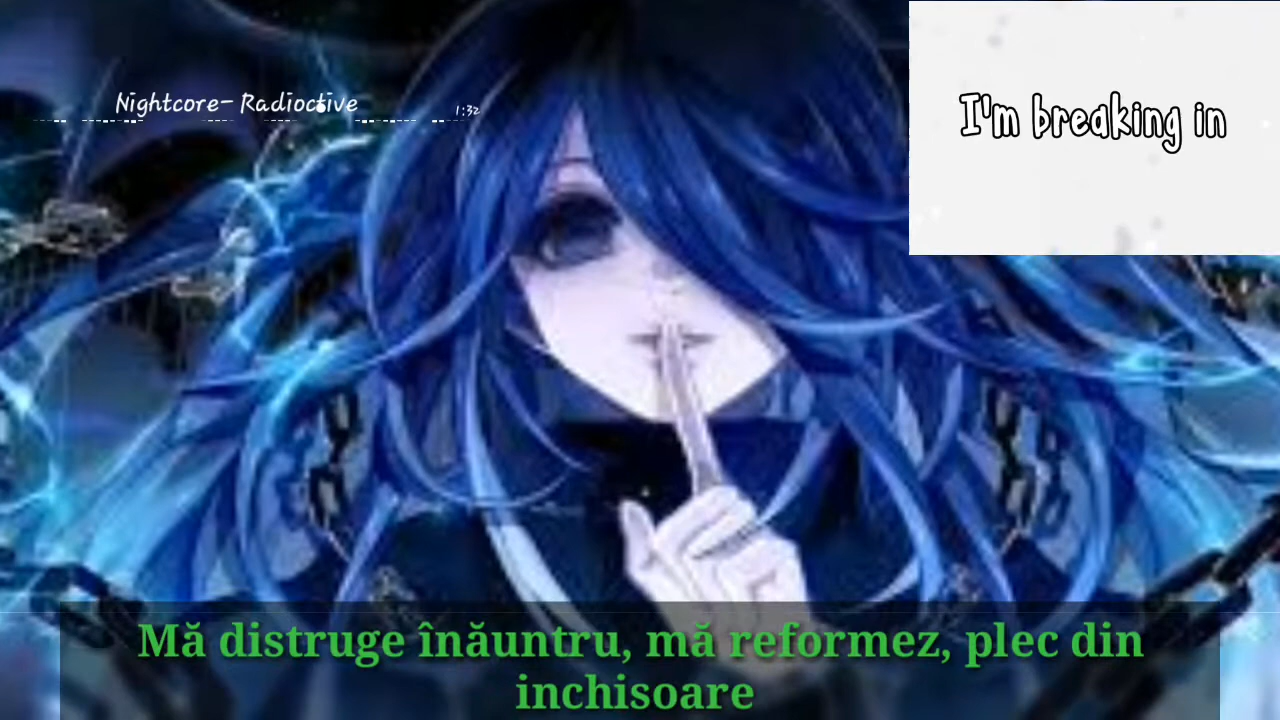 Nightcore- Radioctive
1:32
I'm breaking in
Mă distruge înăuntru, mă reformez, plec din
inchisoare